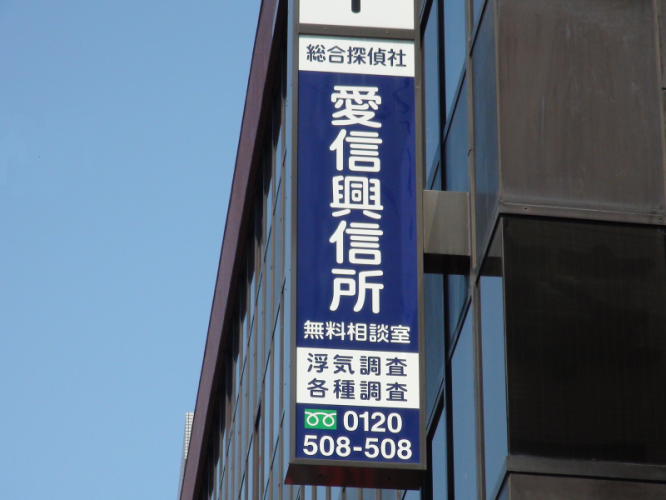 総合探偵社
愛信興信所
無料相談室
浮気調査
各種調査
0120
508-508